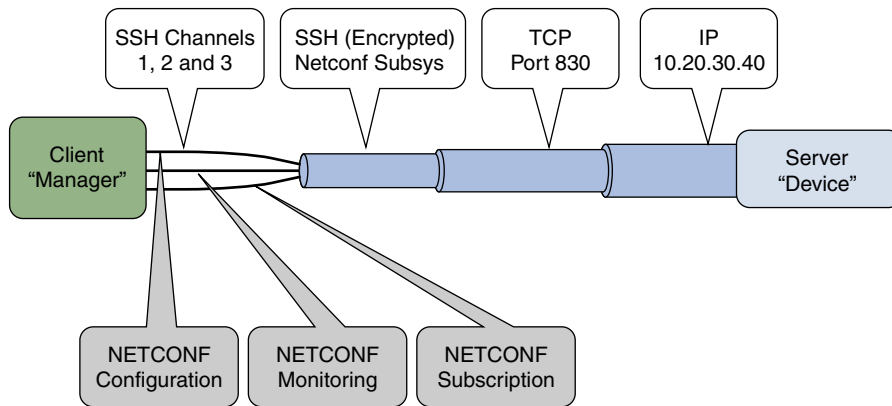 SSH Channels
1, 2 and 3
SSH (Encrypted)
Netconf Subsys
TCP
Port 830
IP
10.20.30.40
Client
“Manager”
Server
“Device”
NETCONF
Configuration
NETCONF
Monitoring
NETCONF
Subscription